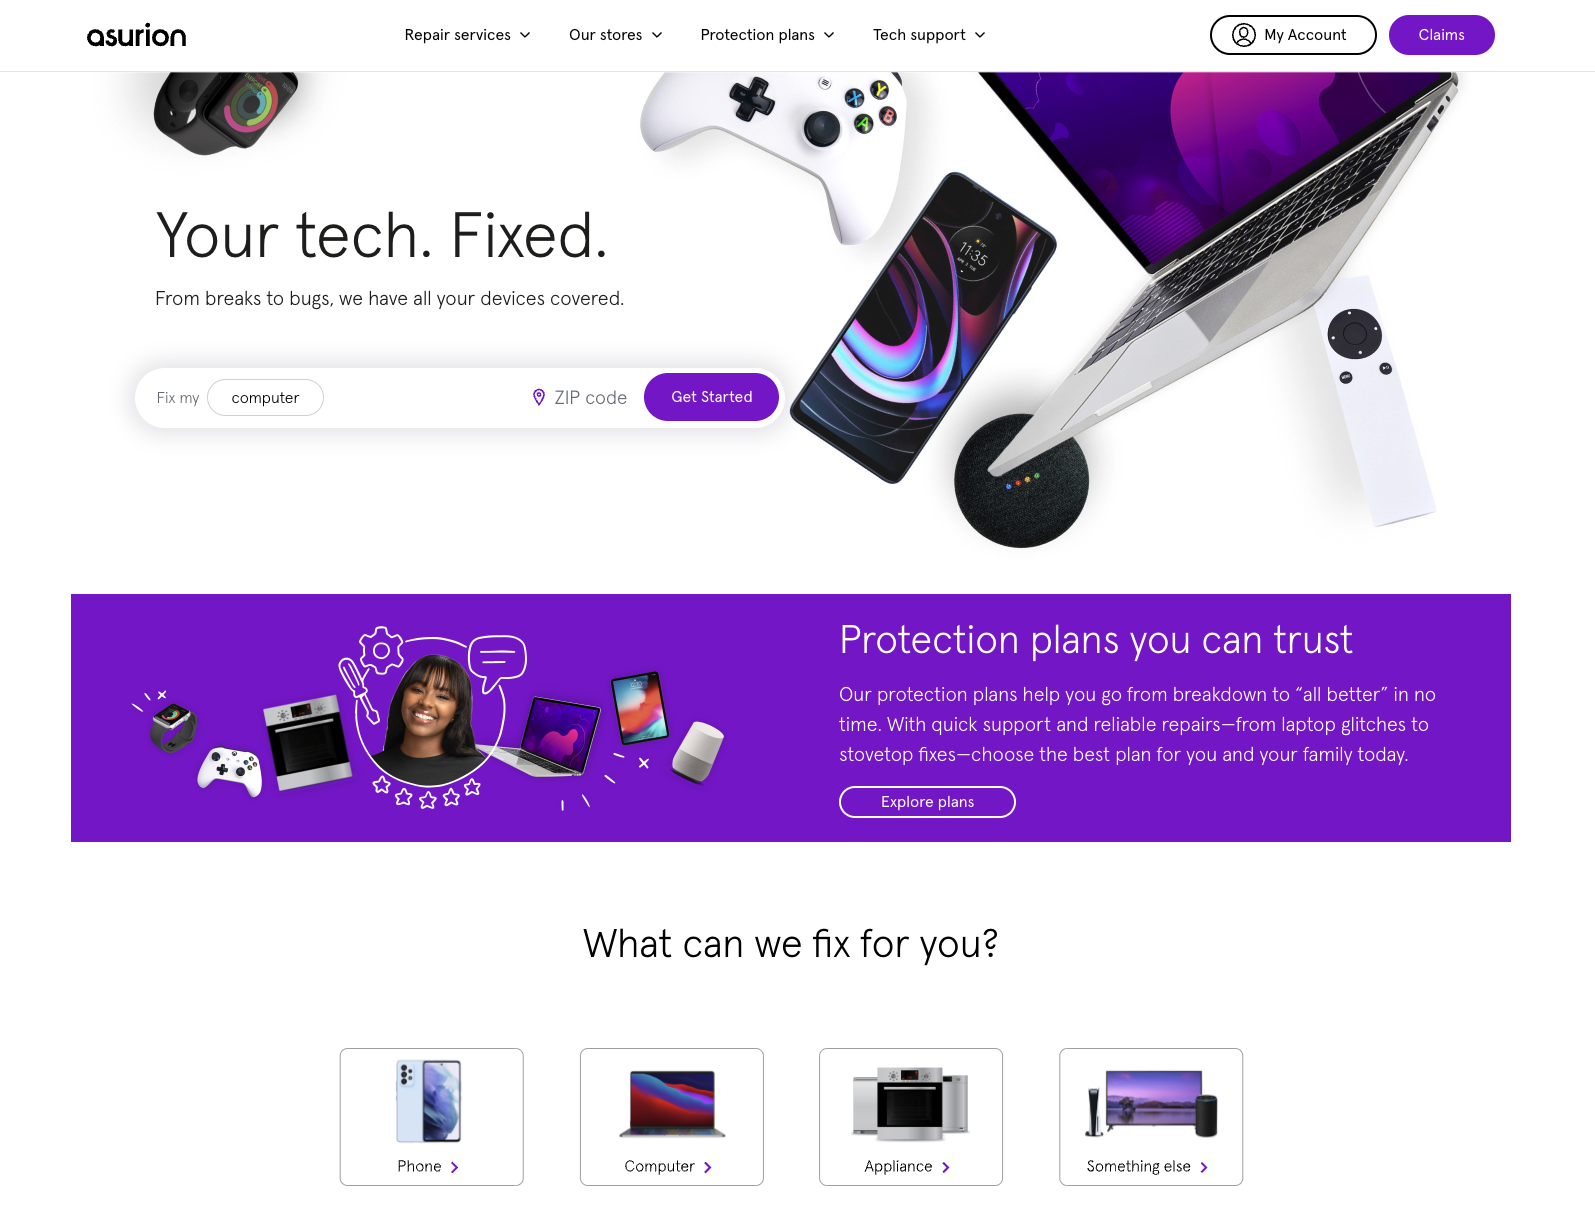 asurion
Repair services
Our stores
Protection plans
Tech support
My Account
Claims
X
Y
A
B
Your tech. Fixed.
11:35
From breaks to bugs, we have all your devices covered.
MENU
Fix my
computer
ZIP code
Get Started
Protection plans you can trust
Our protection plans help you go from breakdown to “all better” in no
time. With quick support and reliable repairs—from laptop glitches to
stovetop fixes—choose the best plan for you and your family today.
Explore plans
What can we fix for you?
Phone
Computer
Appliance
Something else